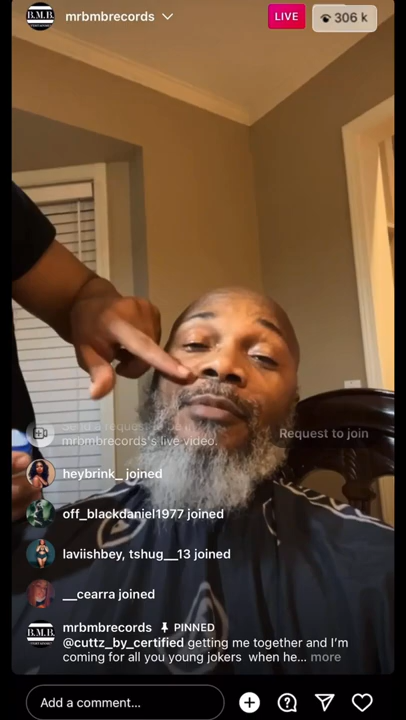 B.M.B.
mrbmbrecords
LIVE
306 k
mrbmbrecords's live video.
Request to join
heybrink_ joined
off_blackdaniel1977 joined
laviishbey, tshug__13 joined
__cearra joined
B.M.B.
mrbmbrecords PINNED
@cuttz_by_certified getting me together and I'm
coming for all you young jokers when he... more
Add a comment...